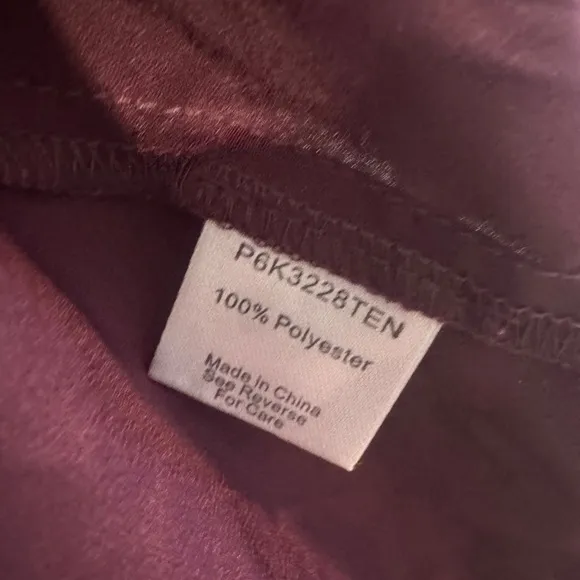 P6K3228TEN
100% Polyester
Made in China
See Reverse
For Care